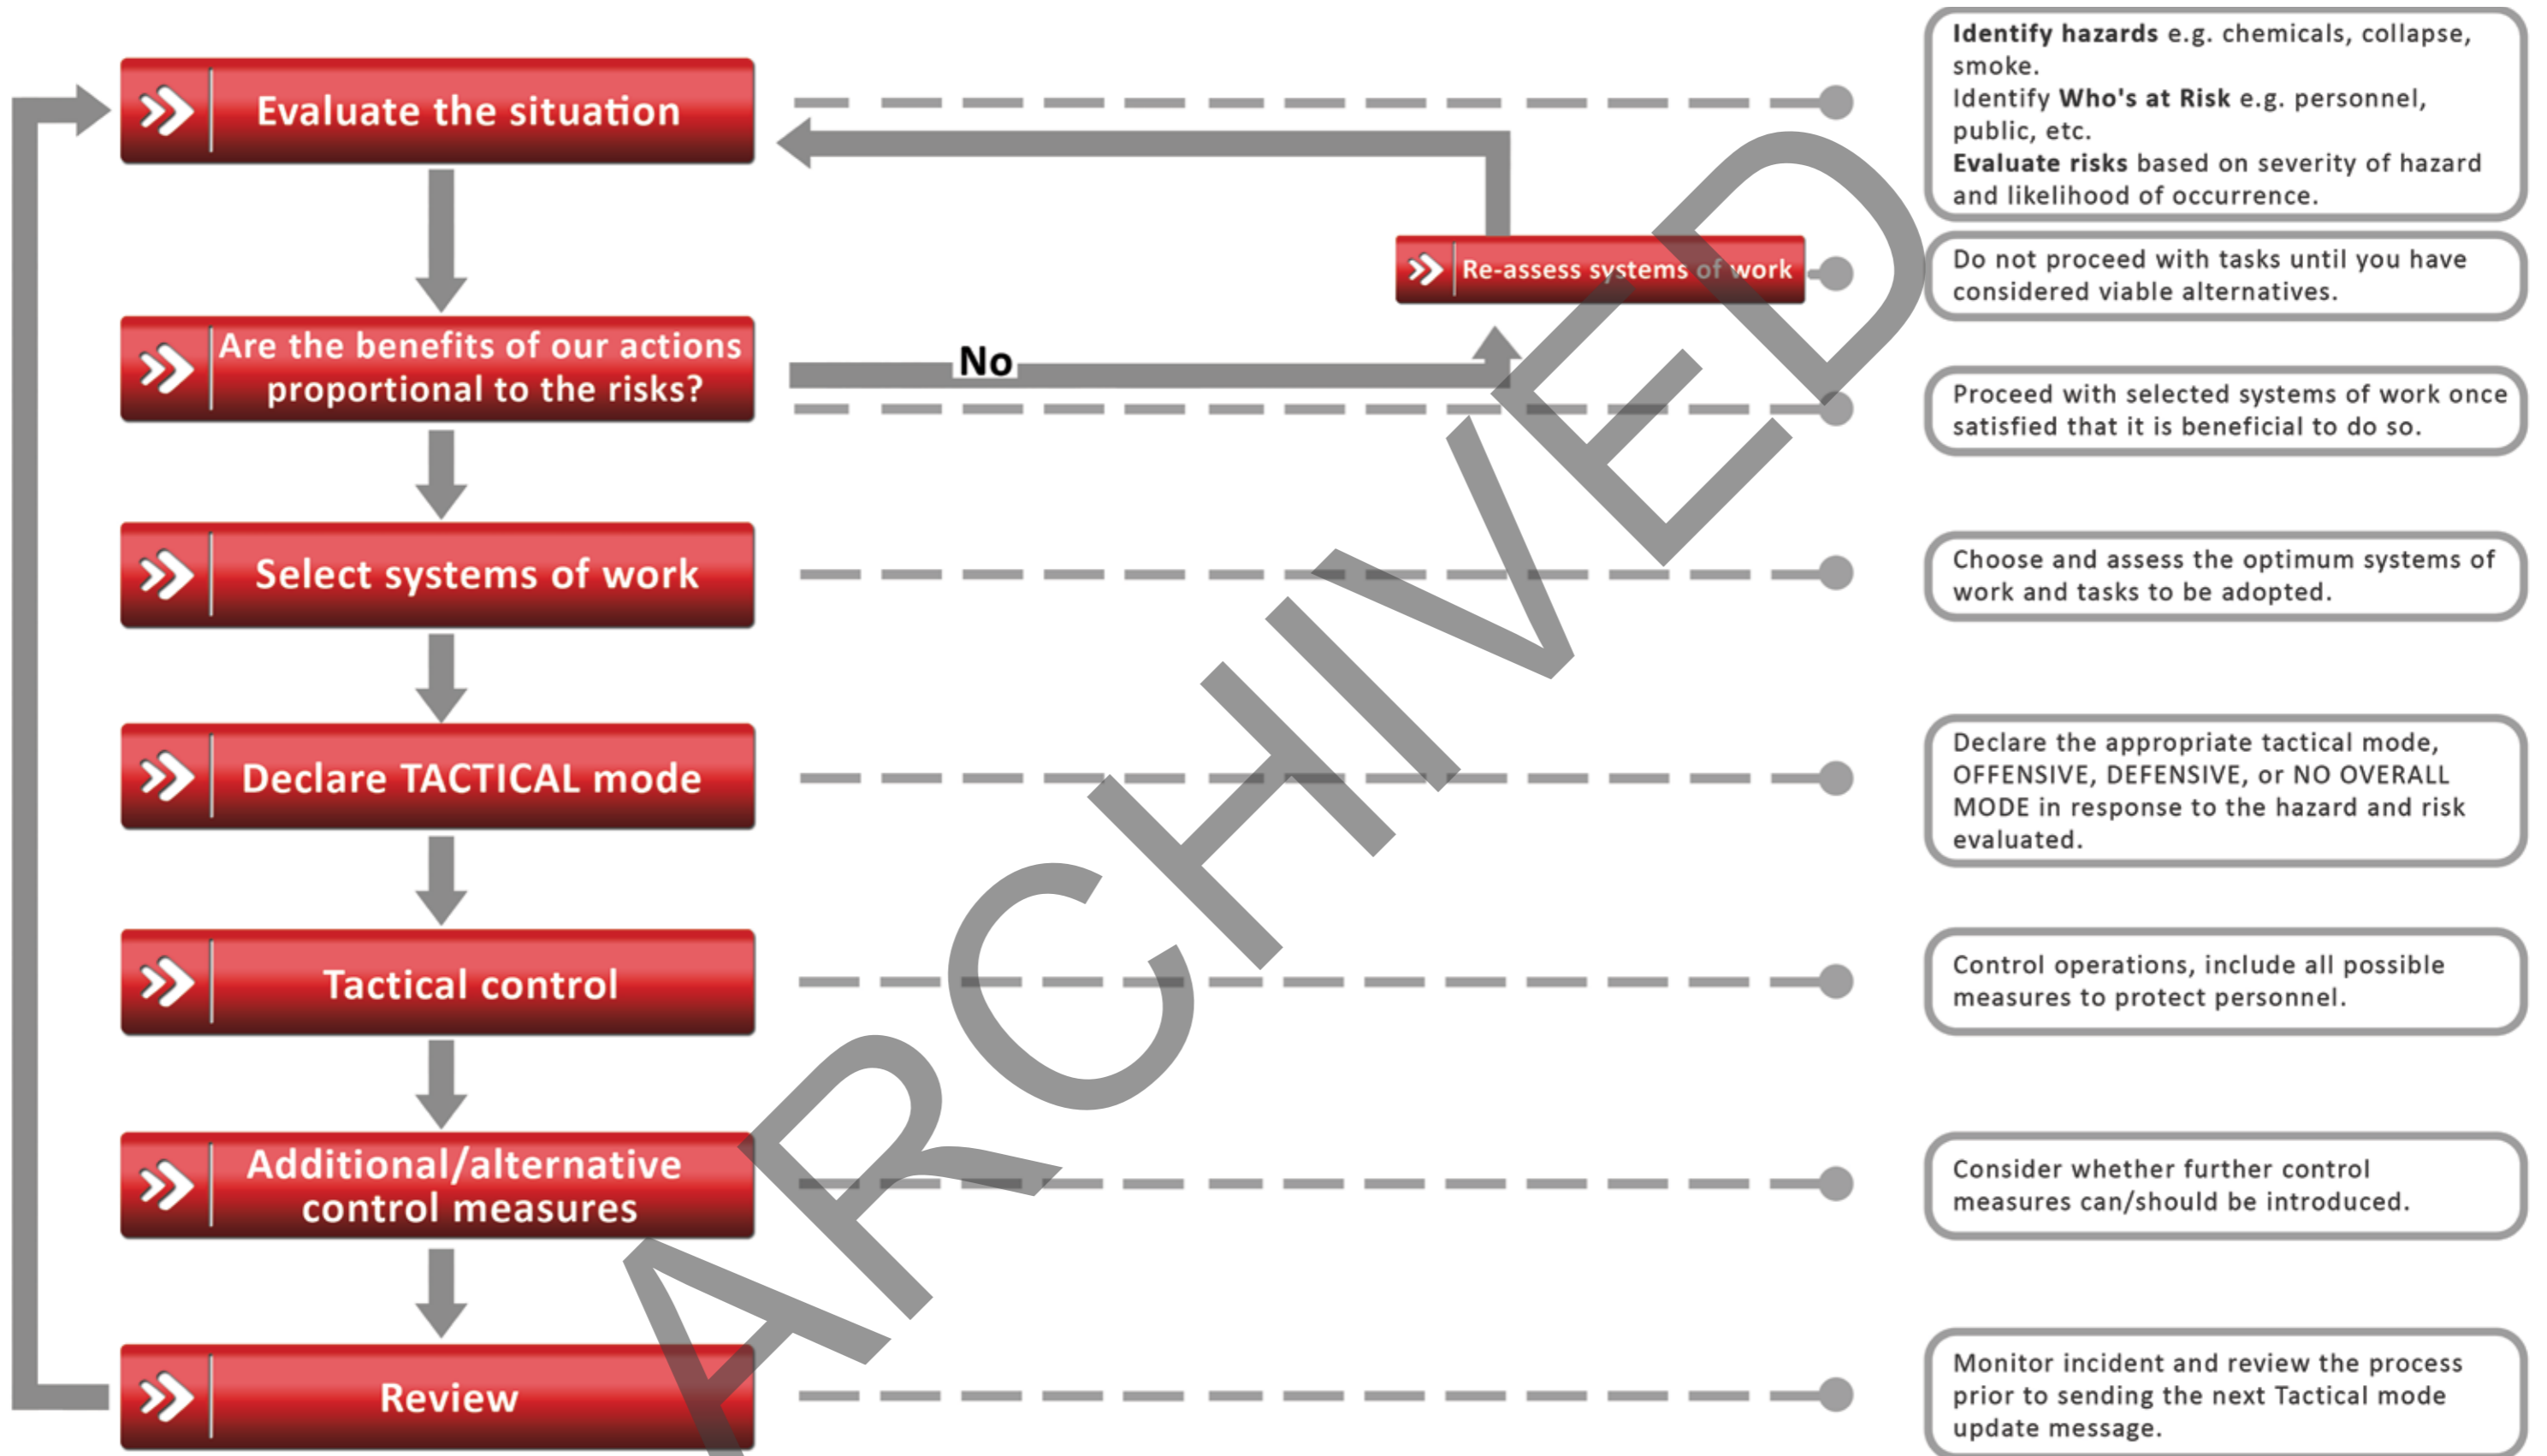 Evaluate the situation
Identify hazards e.g. chemicals, collapse,
smoke.
Identify Who's at Risk e.g. personnel,
public, etc.
Evaluate risks based on severity of hazard
and likelihood of occurrence.
Re-assess systems of work
Do not proceed with tasks until you have
considered viable alternatives.
Are the benefits of our actions
proportional to the risks?
No
Proceed with selected systems of work once
satisfied that it is beneficial to do so.
Select systems of work
Choose and assess the optimum systems of
work and tasks to be adopted.
Declare TACTICAL mode
Declare the appropriate tactical mode,
OFFENSIVE, DEFENSIVE, or NO OVERALL
MODE in response to the hazard and risk
evaluated.
Tactical control
Control operations, include all possible
measures to protect personnel.
Additional/alternative
control measures
Consider whether further control
measures can/should be introduced.
Review
Monitor incident and review the process
prior to sending the next Tactical mode
update message.
ARCHIVED